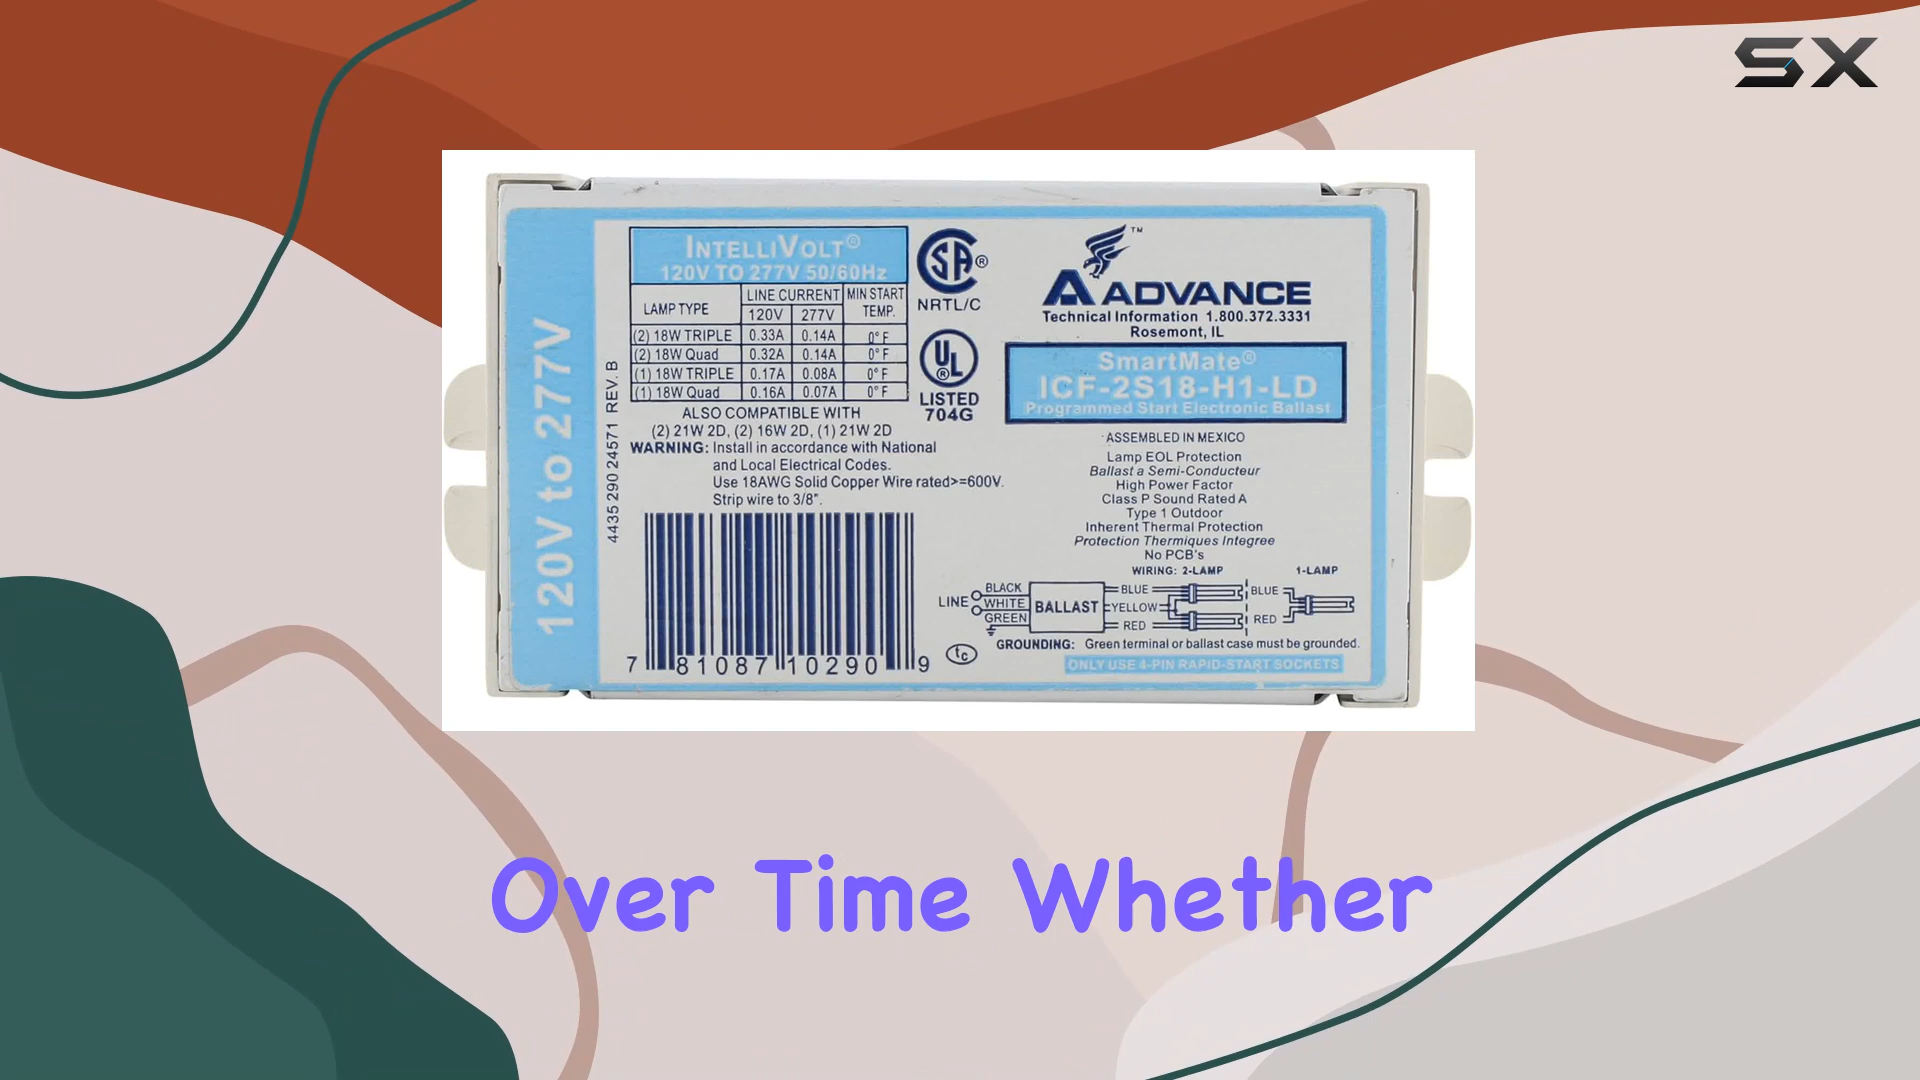 SX
120V to 277V
4435 290 24571 REV. B
INTELLIVOLT®
120V TO 277V 50/60Hz
LAMP TYPE LINE CURRENT MIN START TEMP.
120V 277V
(2) 18W TRIPLE 0.33A 0.14A 0° F
(2) 18W Quad 0.32A 0.14A 0° F
(1) 18W TRIPLE 0.17A 0.08A 0° F
(1) 18W Quad 0.16A 0.07A 0° F
ALSO COMPATIBLE WITH
(2) 21W 2D, (2) 16W 2D, (1) 21W 2D
WARNING: Install in accordance with National
and Local Electrical Codes.
Use 18AWG Solid Copper Wire rated>=600V.
Strip wire to 3/8".
7 81087 10290 9
SA ®
NRTL/C
UL ®
LISTED
704G
™
ADVANCE
Technical Information 1.800.372.3331
Rosemont, IL
SmartMate®
ICF-2S18-H1-LD
Programmed Start Electronic Ballast
ASSEMBLED IN MEXICO
Lamp EOL Protection
Ballast a Semi-Conducteur
High Power Factor
Class P Sound Rated A
Type 1 Outdoor
Inherent Thermal Protection
Protection Thermiques Integree
No PCB's
WIRING: 2-LAMP 1-LAMP
LINE BLACK WHITE GREEN BALLAST BLUE YELLOW RED BLUE RED
tc
GROUNDING: Green terminal or ballast case must be grounded.
ONLY USE 4-PIN RAPID-START SOCKETS
Over Time Whether